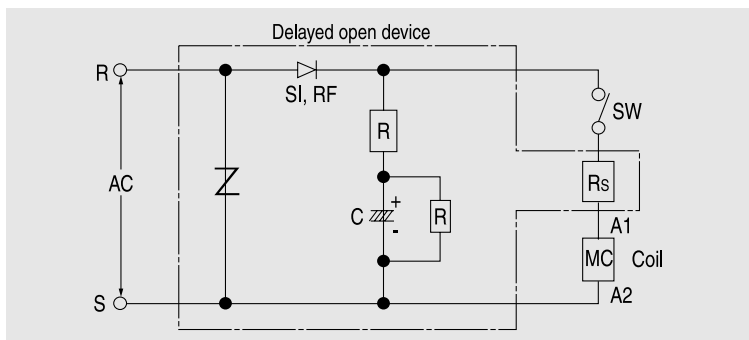 Delayed open device
R
SI, RF
SW
R
AC
C
+
-
R
Rs
A1
MC Coil
A2
S